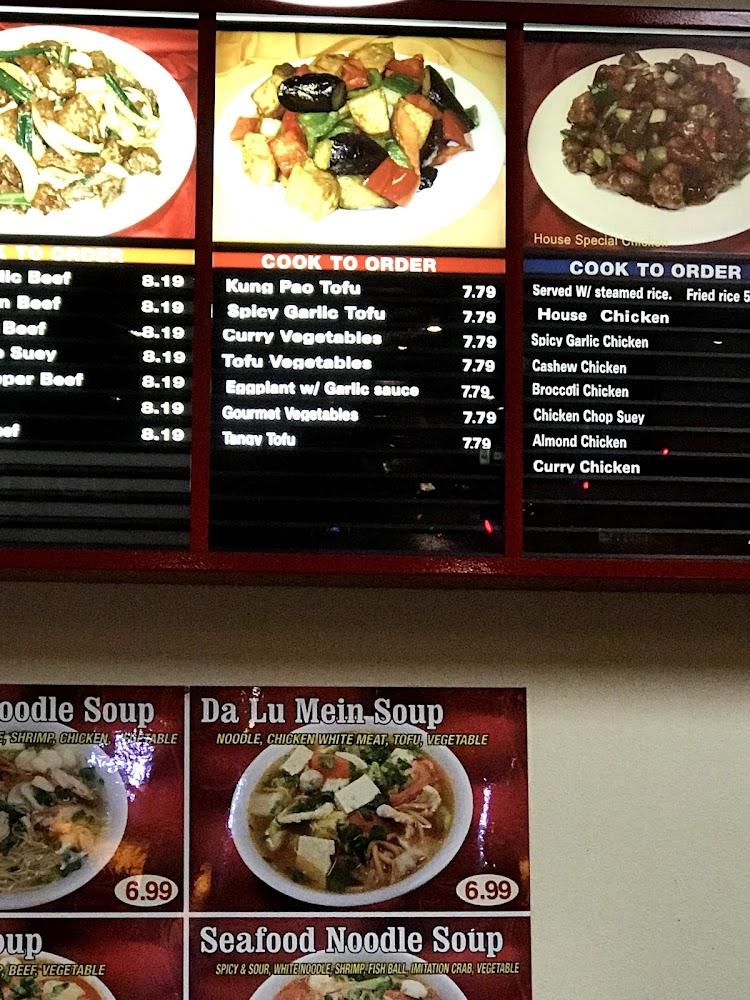 TO ORDER
lic Beef 8.19
n Beef 8.19
Beef 8.19
Suey 8.19
per Beef 8.19
8.19
ef 8.19
COOK TO ORDER
Kung Pao Tofu 7.79
Spicy Garlic Tofu 7.79
Curry Vegetables 7.79
Tofu Vegetables 7.79
Eggplant w/ Garlic sauce 7.79
Gourmet Vegetables 7.79
Tangy Tofu 7.79
House Special Chicken
COOK TO ORDER
Served W/ steamed rice. Fried rice 5
House Chicken
Spicy Garlic Chicken
Cashew Chicken
Broccoli Chicken
Chicken Chop Suey
Almond Chicken
Curry Chicken
oodle Soup
E, SHRIMP, CHICKEN, VEGETABLE
6.99
Da Lu Mein Soup
NOODLE, CHICKEN WHITE MEAT, TOFU, VEGETABLE
6.99
oup
P, BEEF, VEGETABLE
Seafood Noodle Soup
SPICY & SOUR, WHITE NOODLE, SHRIMP, FISH BALL, IMITATION CRAB, VEGETABLE